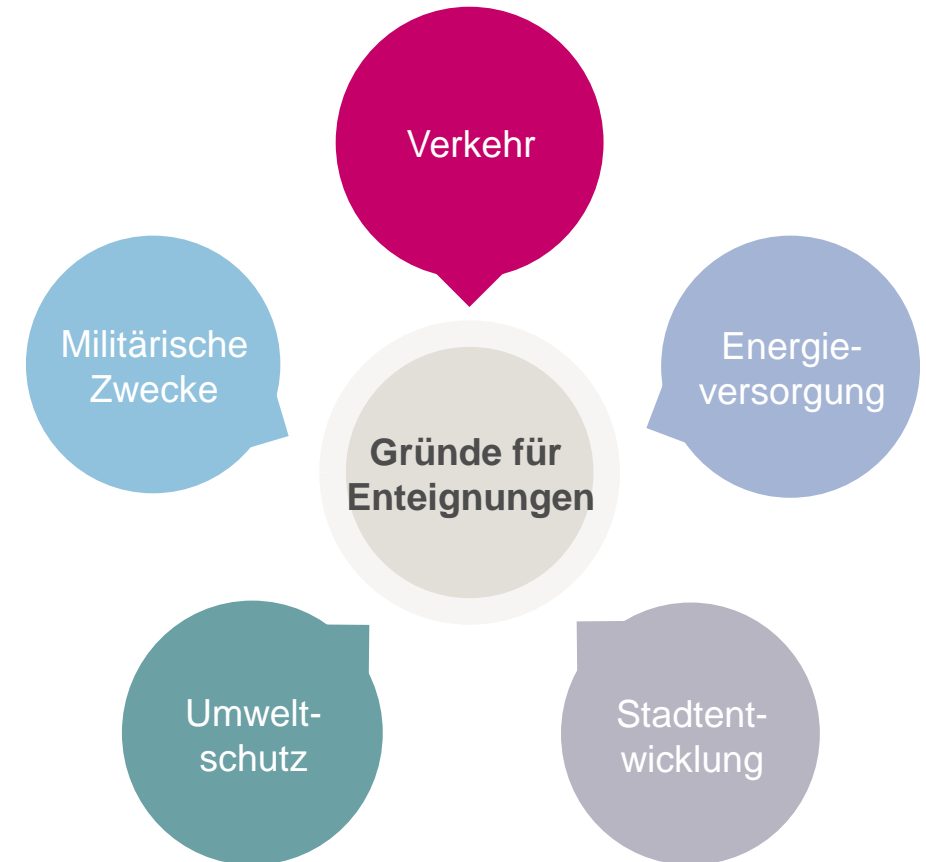 Verkehr
Militärische
Zwecke
Energie-
versorgung
Gründe für
Enteignungen
Umwelt-
schutz
Stadtent-
wicklung